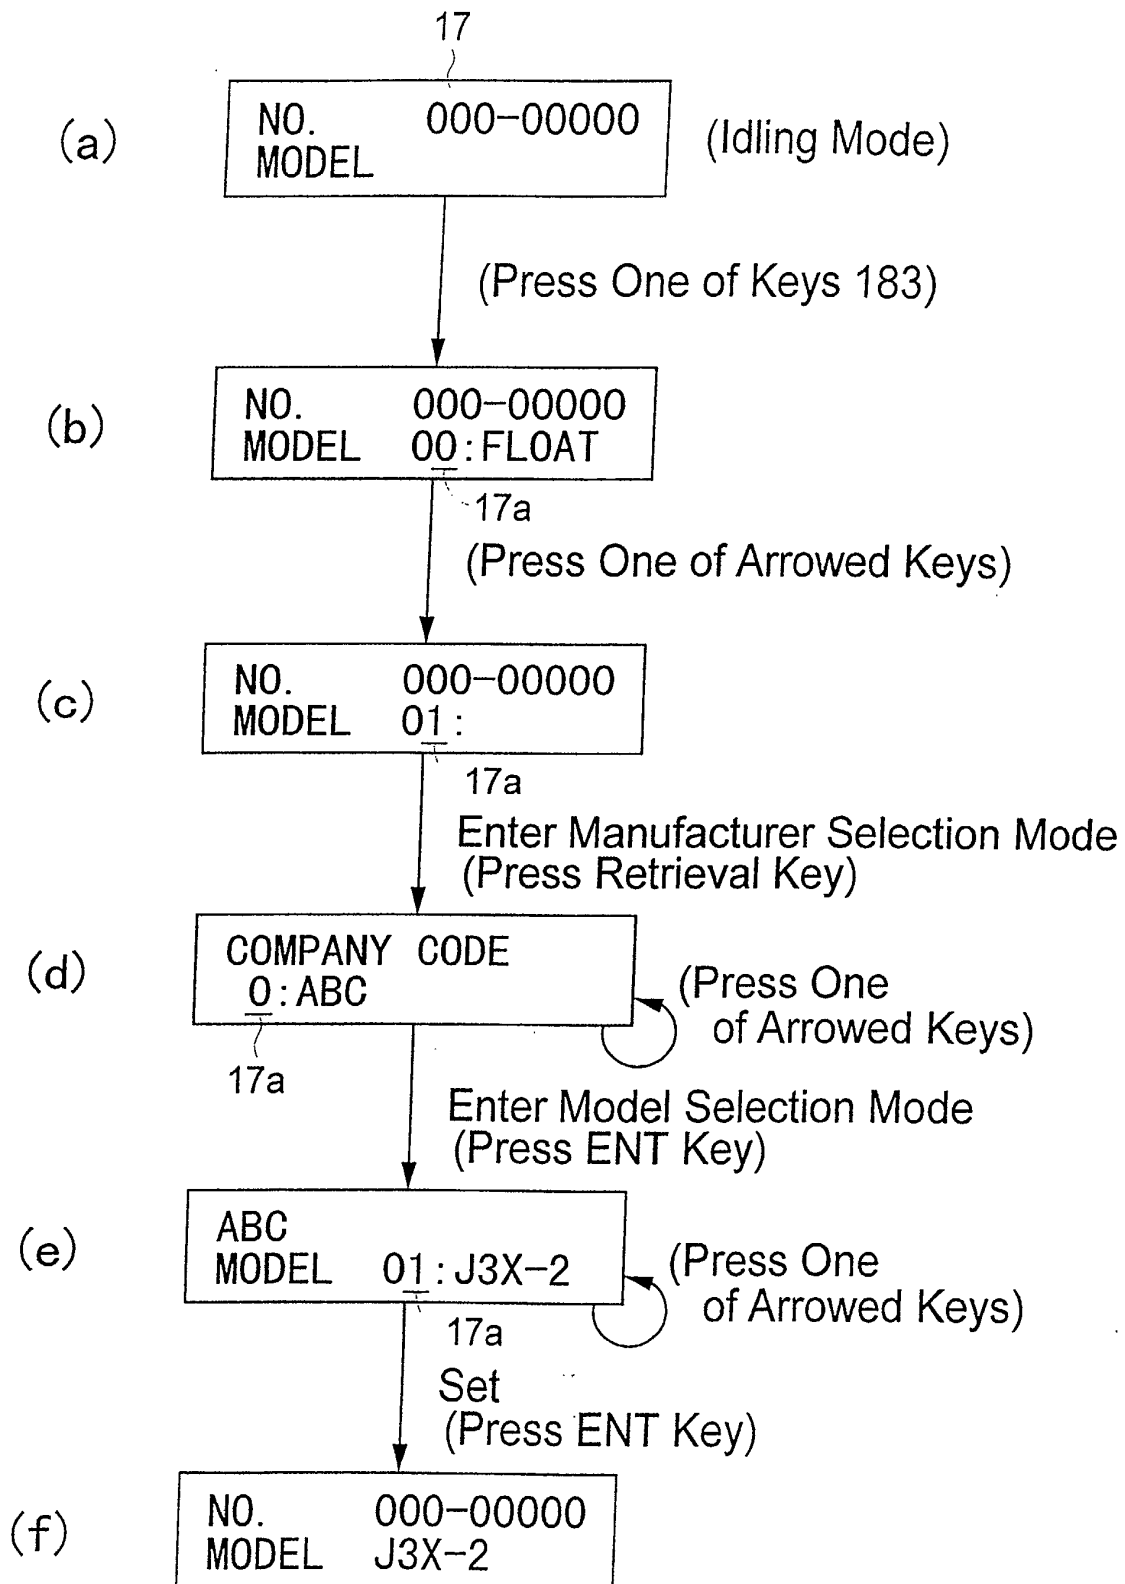 17
(a)
NO. 000-00000
MODEL
(Idling Mode)
(Press One of Keys 183)
(b)
NO. 000-00000
MODEL 00:FLOAT
17a
(Press One of Arrowed Keys)
(c)
NO. 000-00000
MODEL 01:
17a
Enter Manufacturer Selection Mode
(Press Retrieval Key)
(d)
COMPANY CODE
0:ABC
(Press One
of Arrowed Keys)
17a
Enter Model Selection Mode
(Press ENT Key)
(e)
ABC
MODEL 01:J3X-2
(Press One
of Arrowed Keys)
17a
Set
(Press ENT Key)
(f)
NO. 000-00000
MODEL J3X-2